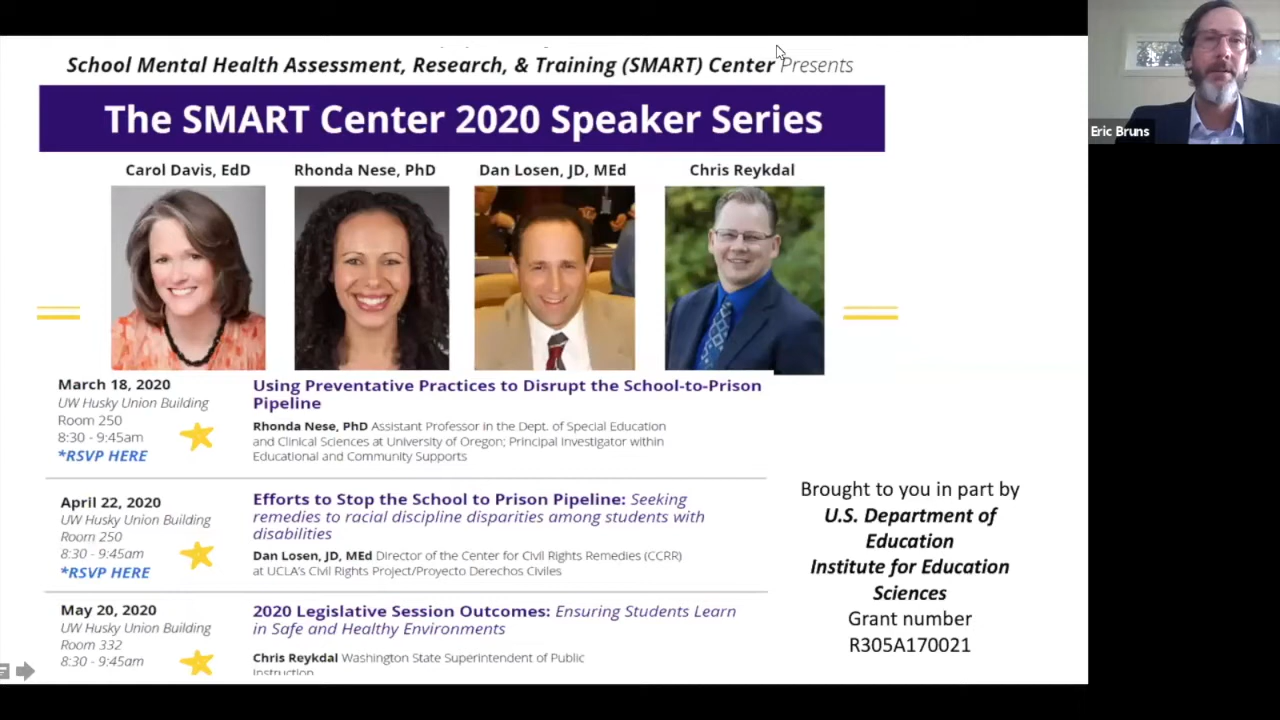 School Mental Health Assessment, Research, & Training (SMART) Center Presents
The SMART Center 2020 Speaker Series
Carol Davis, EdD
Rhonda Nese, PhD
Dan Losen, JD, MEd
Chris Reykdal
Eric Bruns
March 18, 2020
UW Husky Union Building
Room 250
8:30 - 9:45am
*RSVP HERE
Using Preventative Practices to Disrupt the School-to-Prison
Pipeline
Rhonda Nese, PhD Assistant Professor in the Dept. of Special Education
and Clinical Sciences at University of Oregon; Principal Investigator within
Educational and Community Supports
April 22, 2020
UW Husky Union Building
Room 250
8:30 - 9:45am
*RSVP HERE
Efforts to Stop the School to Prison Pipeline: Seeking
remedies to racial discipline disparities among students with
disabilities
Dan Losen, JD, MEd Director of the Center for Civil Rights Remedies (CCRR)
at UCLA's Civil Rights Project/Proyecto Derechos Civiles
May 20, 2020
UW Husky Union Building
Room 332
8:30 - 9:45am
2020 Legislative Session Outcomes: Ensuring Students Learn
in Safe and Healthy Environments
Chris Reykdal Washington State Superintendent of Public
Instruction
Brought to you in part by
U.S. Department of
Education
Institute for Education
Sciences
Grant number
R305A170021